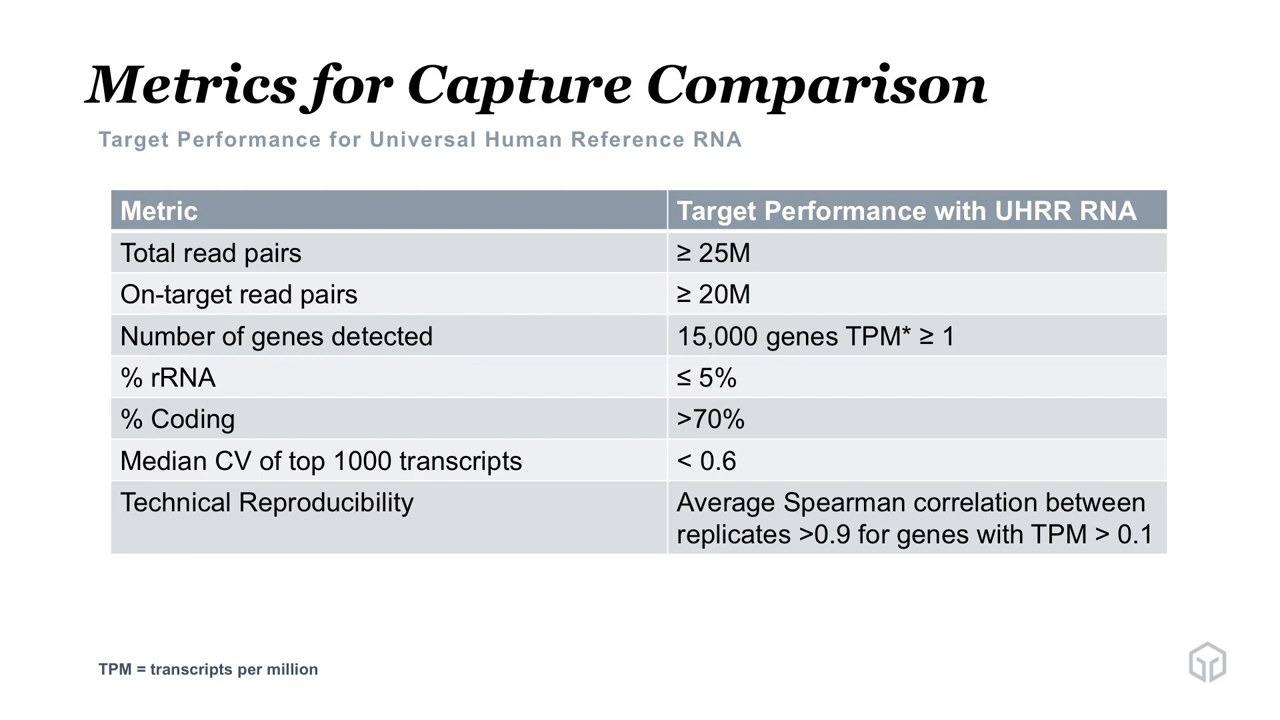 Metrics for Capture Comparison
Target Performance for Universal Human Reference RNA
Metric Target Performance with UHRR RNA
Total read pairs ≥ 25M
On-target read pairs ≥ 20M
Number of genes detected 15,000 genes TPM* ≥ 1
% rRNA ≤ 5%
% Coding >70%
Median CV of top 1000 transcripts < 0.6
Technical Reproducibility Average Spearman correlation between
replicates >0.9 for genes with TPM > 0.1
TPM = transcripts per million